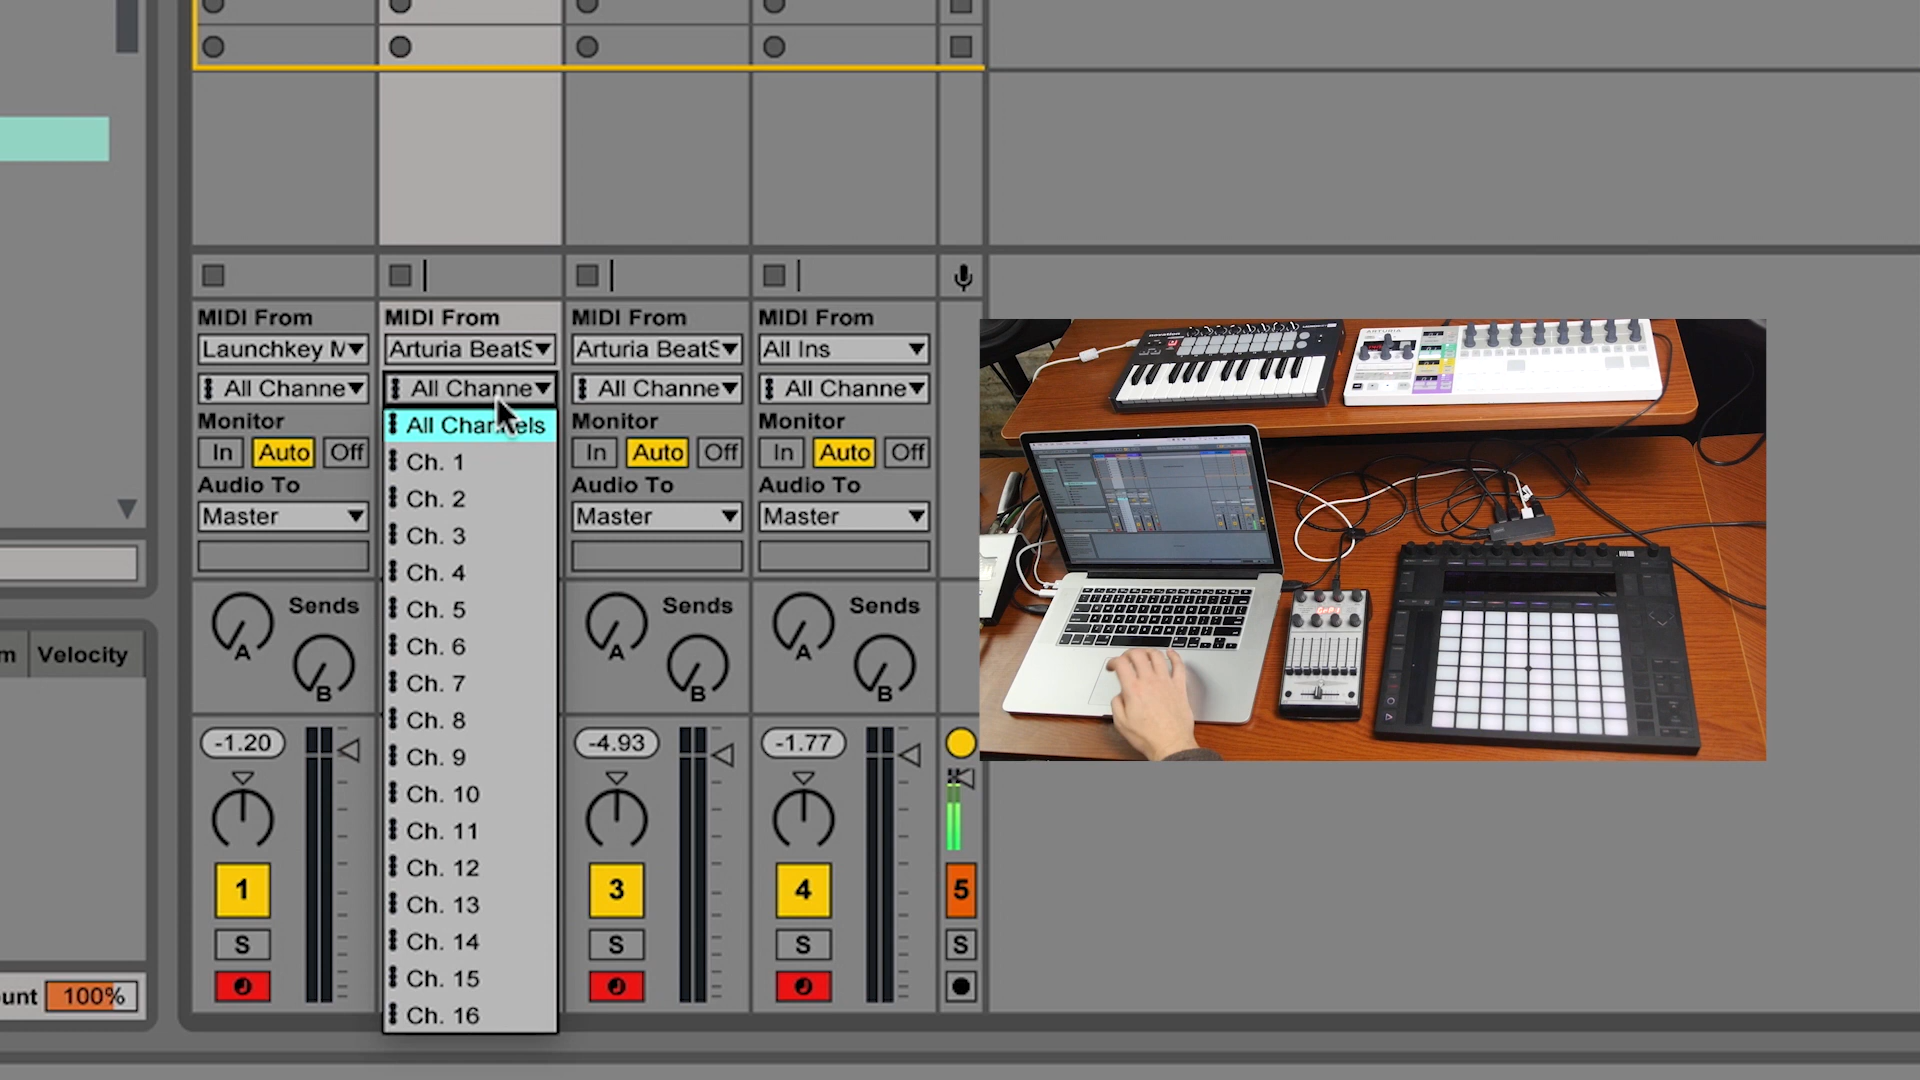 MIDI From MIDI From MIDI From MIDI From
Launchkey M Arturia BeatS Arturia BeatS All Ins
All Channe All Channe All Channe All Channe
Monitor All Channels Monitor Monitor
In Auto Off Ch. 1 In Auto Off In Auto Off
Audio To Ch. 2 Audio To Audio To
Master Ch. 3 Master Master
Ch. 4
Sends Ch. 5 Sends Sends
A Ch. 6 A A
B Ch. 7 B B
m Velocity
Ch. 8
-1.20 Ch. 9 -4.93 -1.77
Ch. 10
Ch. 11
Ch. 12
1 Ch. 13 3 4 5
S Ch. 14 S S S
Ch. 15
unt 100% Ch. 16
novation
ARTURIA